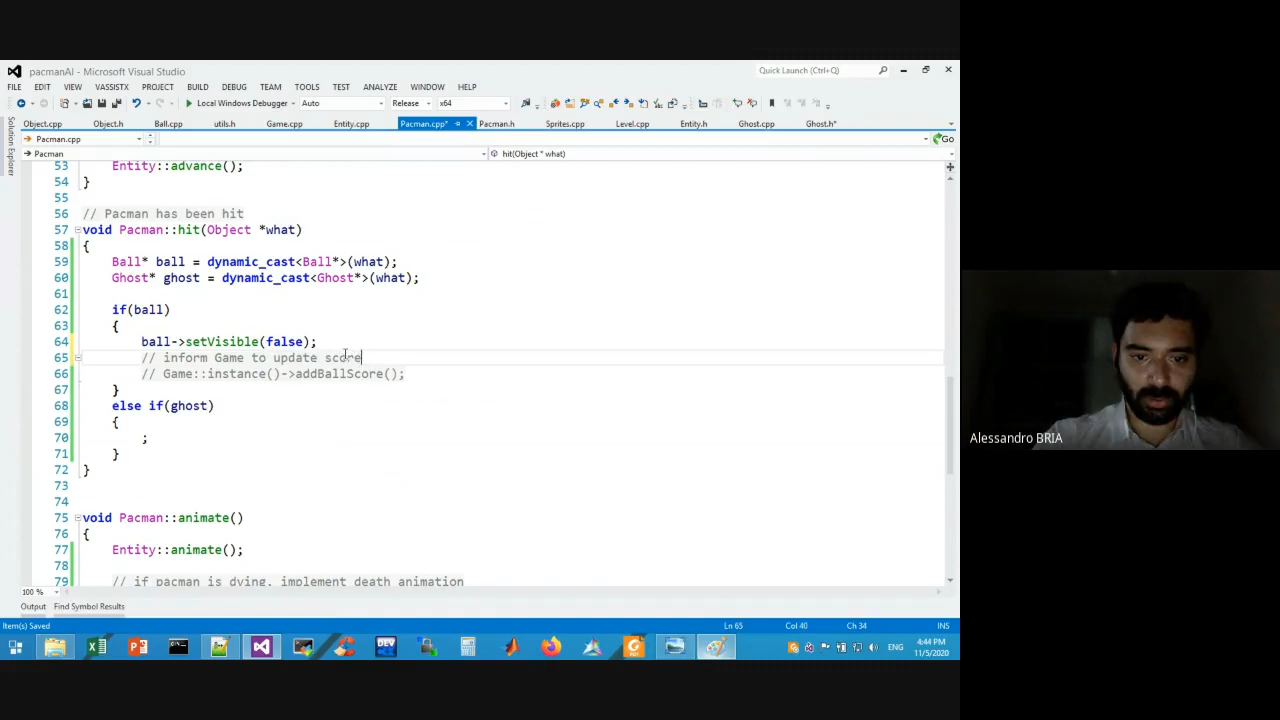 pacmanAI - Microsoft Visual Studio
Quick Launch (Ctrl+Q)
FILE EDIT VIEW VASSISTX PROJECT BUILD DEBUG TEAM TOOLS TEST ANALYZE WINDOW HELP
Local Windows Debugger Auto Release x64
Object.cpp Object.h Ball.cpp utils.h Game.cpp Entity.cpp Pacman.cpp* Pacman.h Sprites.cpp Level.cpp Entity.h Ghost.cpp Ghost.h*
Pacman.cpp Go
Pacman hit(Object * what)
Solution Explorer
53 Entity::advance();
54 }
55
56 // Pacman has been hit
57 void Pacman::hit(Object *what)
58 {
59 Ball* ball = dynamic_cast<Ball*>(what);
60 Ghost* ghost = dynamic_cast<Ghost*>(what);
61
62 if(ball)
63 {
64 ball->setVisible(false);
65 // inform Game to update score
66 // Game::instance()->addBallScore();
67 }
68 else if(ghost)
69 {
70 ;
71 }
72 }
73
74
75 void Pacman::animate()
76 {
77 Entity::animate();
78
79 // if pacman is dying, implement death animation
100 %
Output Find Symbol Results
Item(s) Saved Ln 65 Col 40 Ch 34 INS
ENG 4:44 PM
11/5/2020
Alessandro BRIA